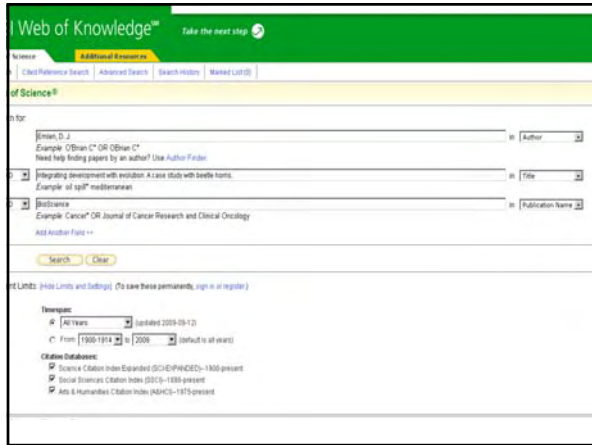 I Web of Knowledge℠ Take the next step
Science Additional Resources
Cited Reference Search Advanced Search Search History Marked List (0)
of Science®
h for:
Emlen, D. J in Author
Example: O'Brian C* OR OBrian C*
Need help finding papers by an author? Use Author Finder.
D Integrating development with evolution: A case study with beetle horns. in Title
Example: oil spill* mediterranean
D BioScience in Publication Name
Example: Cancer* OR Journal of Cancer Research and Clinical Oncology
Add Another Field >>
Search Clear
nt Limits: [Hide Limits and Settings] (To save these permanently, sign in or register.)
Timespan:
All Years (updated 2009-09-12)
From 1900-1914 to 2009 (default is all years)
Citation Databases:
Science Citation Index Expanded (SCI-EXPANDED)--1900-present
Social Sciences Citation Index (SSCI)--1898-present
Arts & Humanities Citation Index (A&HCI)--1975-present